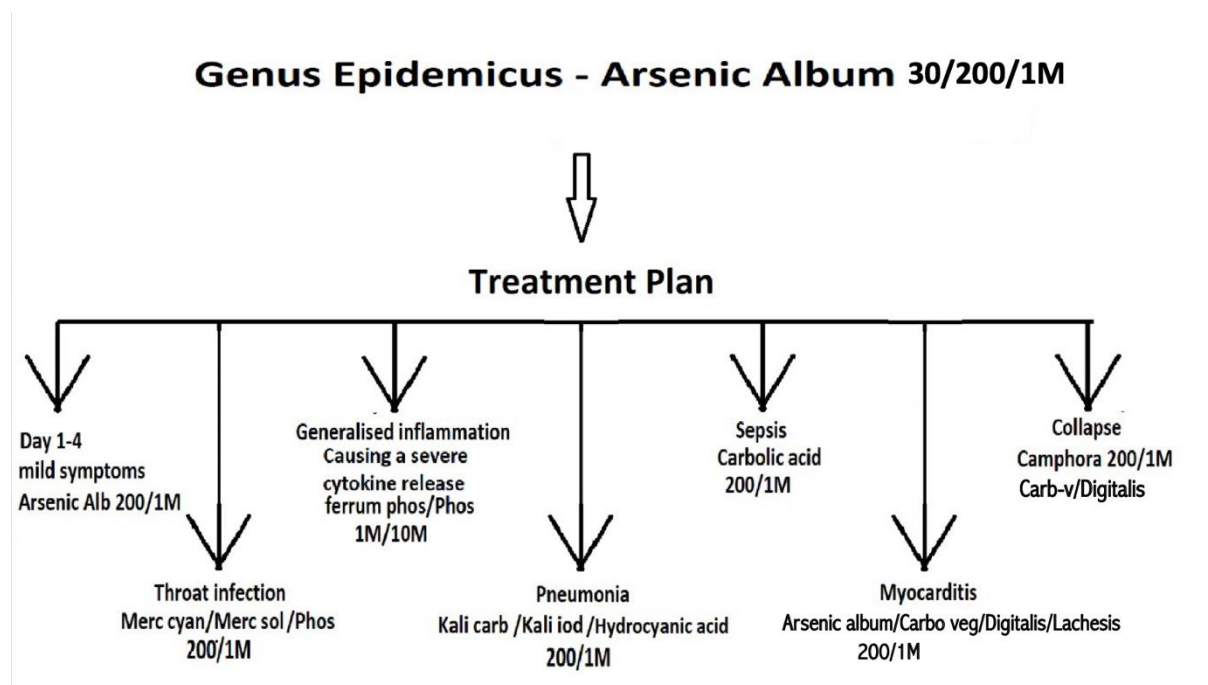 Genus Epidemicus - Arsenic Album 30/200/1M
Treatment Plan
Day 1-4
mild symptoms
Arsenic Alb 200/1M
Throat infection
Merc cyan/Merc sol/Phos
200/1M
Generalised inflammation
Causing a severe
cytokine release
ferrum phos/Phos
1M/10M
Pneumonia
Kali carb /Kali iod /Hydrocyanic acid
200/1M
Sepsis
Carbolic acid
200/1M
Myocarditis
Arsenic album/Carbo veg/Digitalis/Lachesis
200/1M
Collapse
Camphora 200/1M
Carb-v/Digitalis